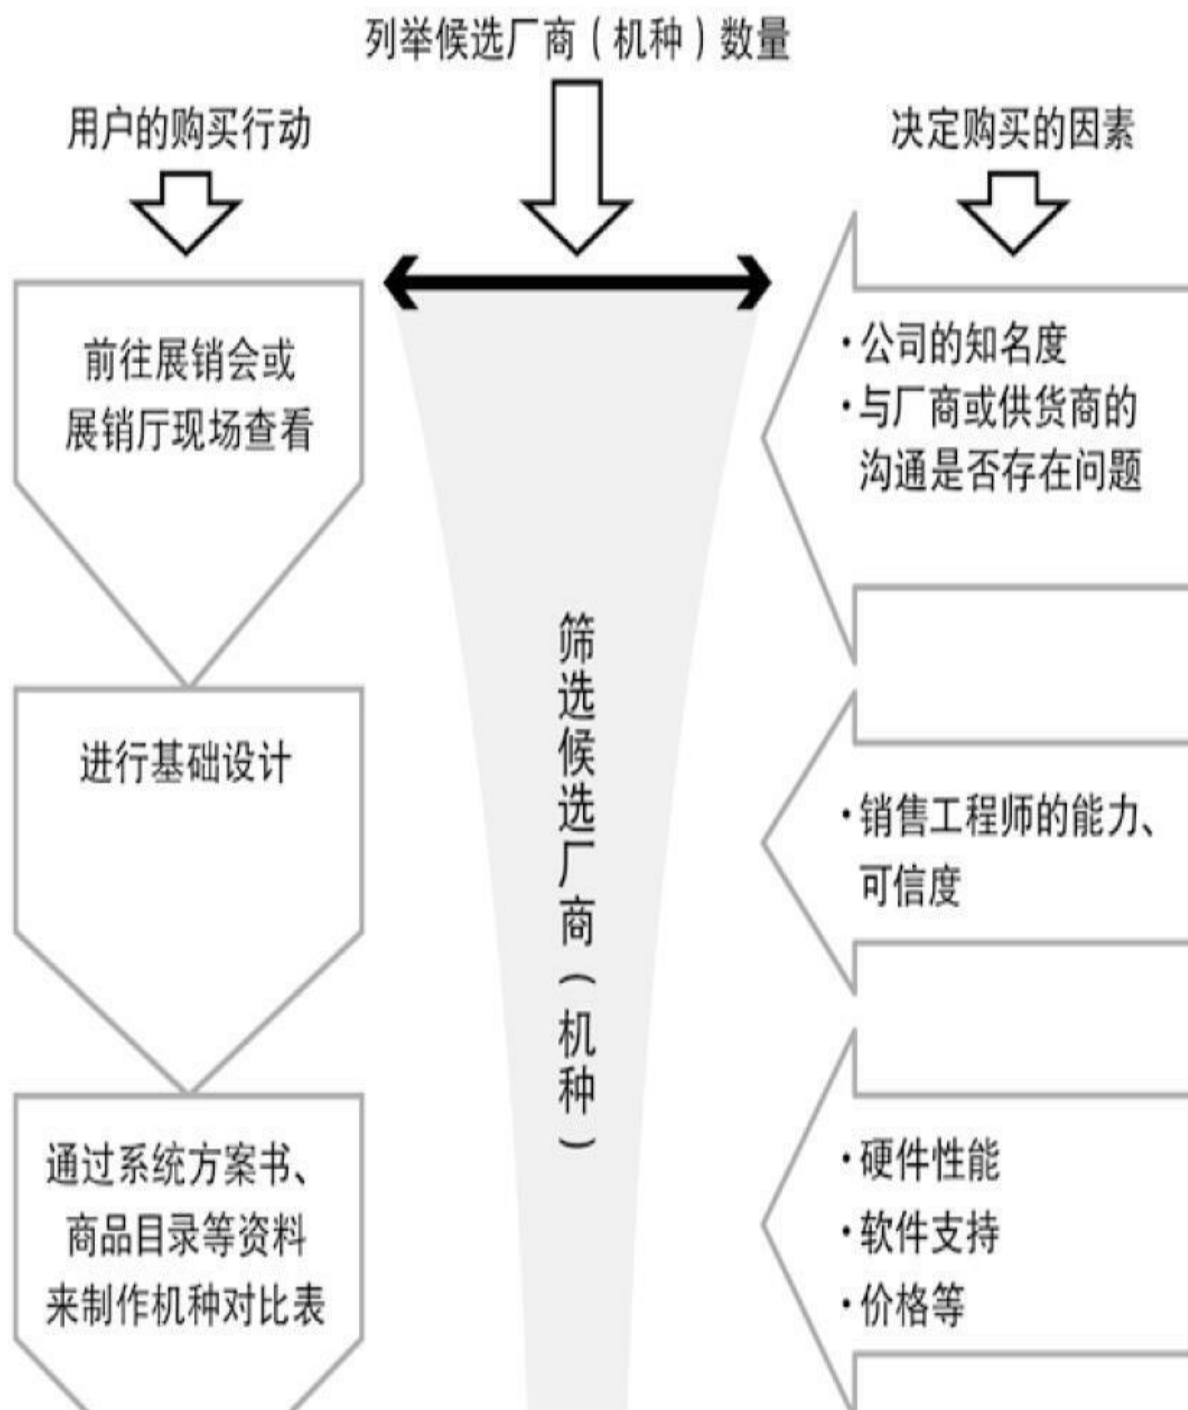 列举候选厂商（机种）数量
用户的购买行动
决定购买的因素
前往展销会或
展销厅现场查看
·公司的知名度
·与厂商或供货商的
沟通是否存在问题
筛选候选厂商（机种）
进行基础设计
·销售工程师的能力、
可信度
通过系统方案书、
商品目录等资料
来制作机种对比表
·硬件性能
·软件支持
·价格等